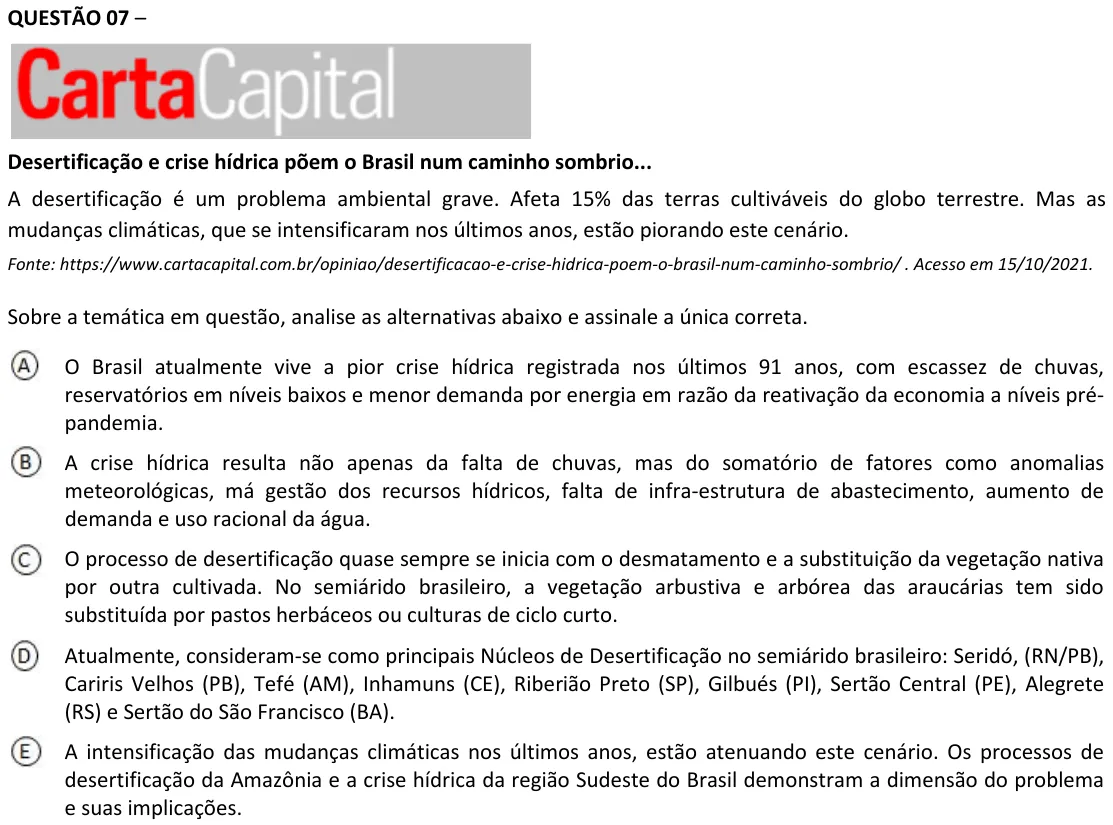 QUESTÃO 07 –
CartaCapital
Desertificação e crise hídrica põem o Brasil num caminho sombrio...
A desertificação é um problema ambiental grave. Afeta 15% das terras cultiváveis do globo terrestre. Mas as
mudanças climáticas, que se intensificaram nos últimos anos, estão piorando este cenário.
Fonte: https://www.cartacapital.com.br/opiniao/desertificacao-e-crise-hidrica-poem-o-brasil-num-caminho-sombrio/ . Acesso em 15/10/2021.
Sobre a temática em questão, analise as alternativas abaixo e assinale a única correta.
A O Brasil atualmente vive a pior crise hídrica registrada nos últimos 91 anos, com escassez de chuvas,
reservatórios em níveis baixos e menor demanda por energia em razão da reativação da economia a níveis pré-
pandemia.
B A crise hídrica resulta não apenas da falta de chuvas, mas do somatório de fatores como anomalias
meteorológicas, má gestão dos recursos hídricos, falta de infra-estrutura de abastecimento, aumento de
demanda e uso racional da água.
C O processo de desertificação quase sempre se inicia com o desmatamento e a substituição da vegetação nativa
por outra cultivada. No semiárido brasileiro, a vegetação arbustiva e arbórea das araucárias tem sido
substituída por pastos herbáceos ou culturas de ciclo curto.
D Atualmente, consideram-se como principais Núcleos de Desertificação no semiárido brasileiro: Seridó, (RN/PB),
Cariris Velhos (PB), Tefé (AM), Inhamuns (CE), Riberião Preto (SP), Gilbués (PI), Sertão Central (PE), Alegrete
(RS) e Sertão do São Francisco (BA).
E A intensificação das mudanças climáticas nos últimos anos, estão atenuando este cenário. Os processos de
desertificação da Amazônia e a crise hídrica da região Sudeste do Brasil demonstram a dimensão do problema
e suas implicações.